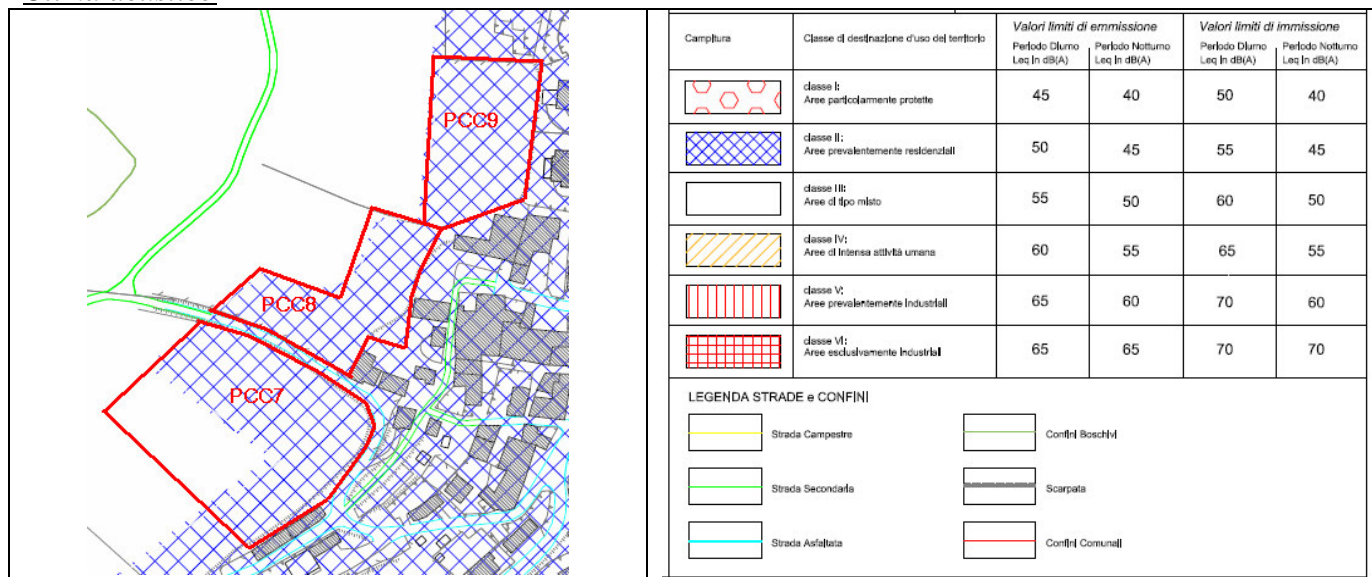 PCC9
PCC8
PCC7
Campitura
Classe di destinazione d'uso del territorio
Valori limiti di emmissione
Valori limiti di immissione
Periodo Diurno
Leq in dB(A)
Periodo Notturno
Leq in dB(A)
Periodo Diurno
Leq in dB(A)
Periodo Notturno
Leq in dB(A)
classe I:
Aree particolarmente protette
45 40 50 40
classe II:
Aree prevalentemente residenziali
50 45 55 45
classe III:
Aree di tipo misto
55 50 60 50
classe IV:
Aree di intensa attività umana
60 55 65 55
classe V:
Aree prevalentemente industriali
65 60 70 60
classe VI:
Aree esclusivamente industriali
65 65 70 70
LEGENDA STRADE e CONFINI
Strada Campestre
Confini Boschivi
Strada Secondaria
Scarpata
Strada Asfaltata
Confini Comunali